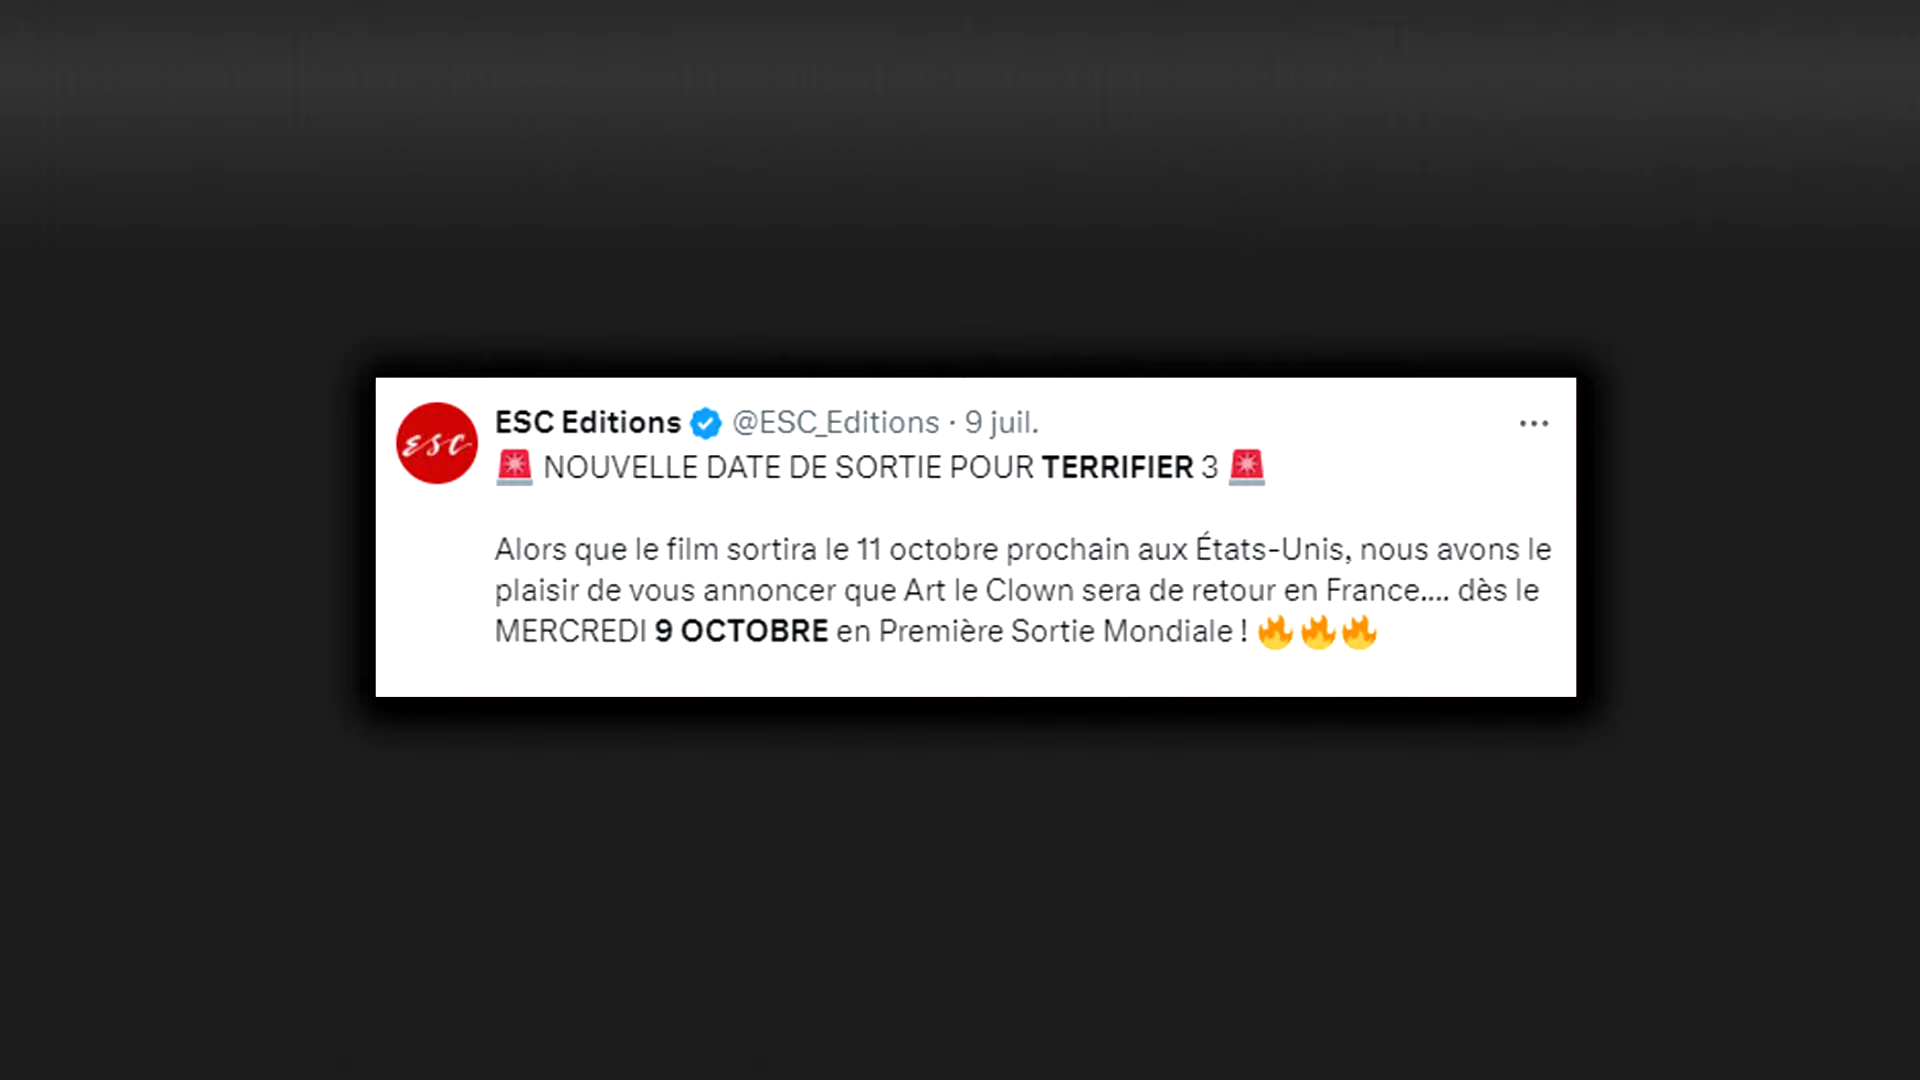 ESC
ESC Editions @ESC_Editions · 9 juil.
🚨 NOUVELLE DATE DE SORTIE POUR TERRIFIER 3 🚨
Alors que le film sortira le 11 octobre prochain aux États-Unis, nous avons le
plaisir de vous annoncer que Art le Clown sera de retour en France.... dès le
MERCREDI 9 OCTOBRE en Première Sortie Mondiale ! 🔥🔥🔥